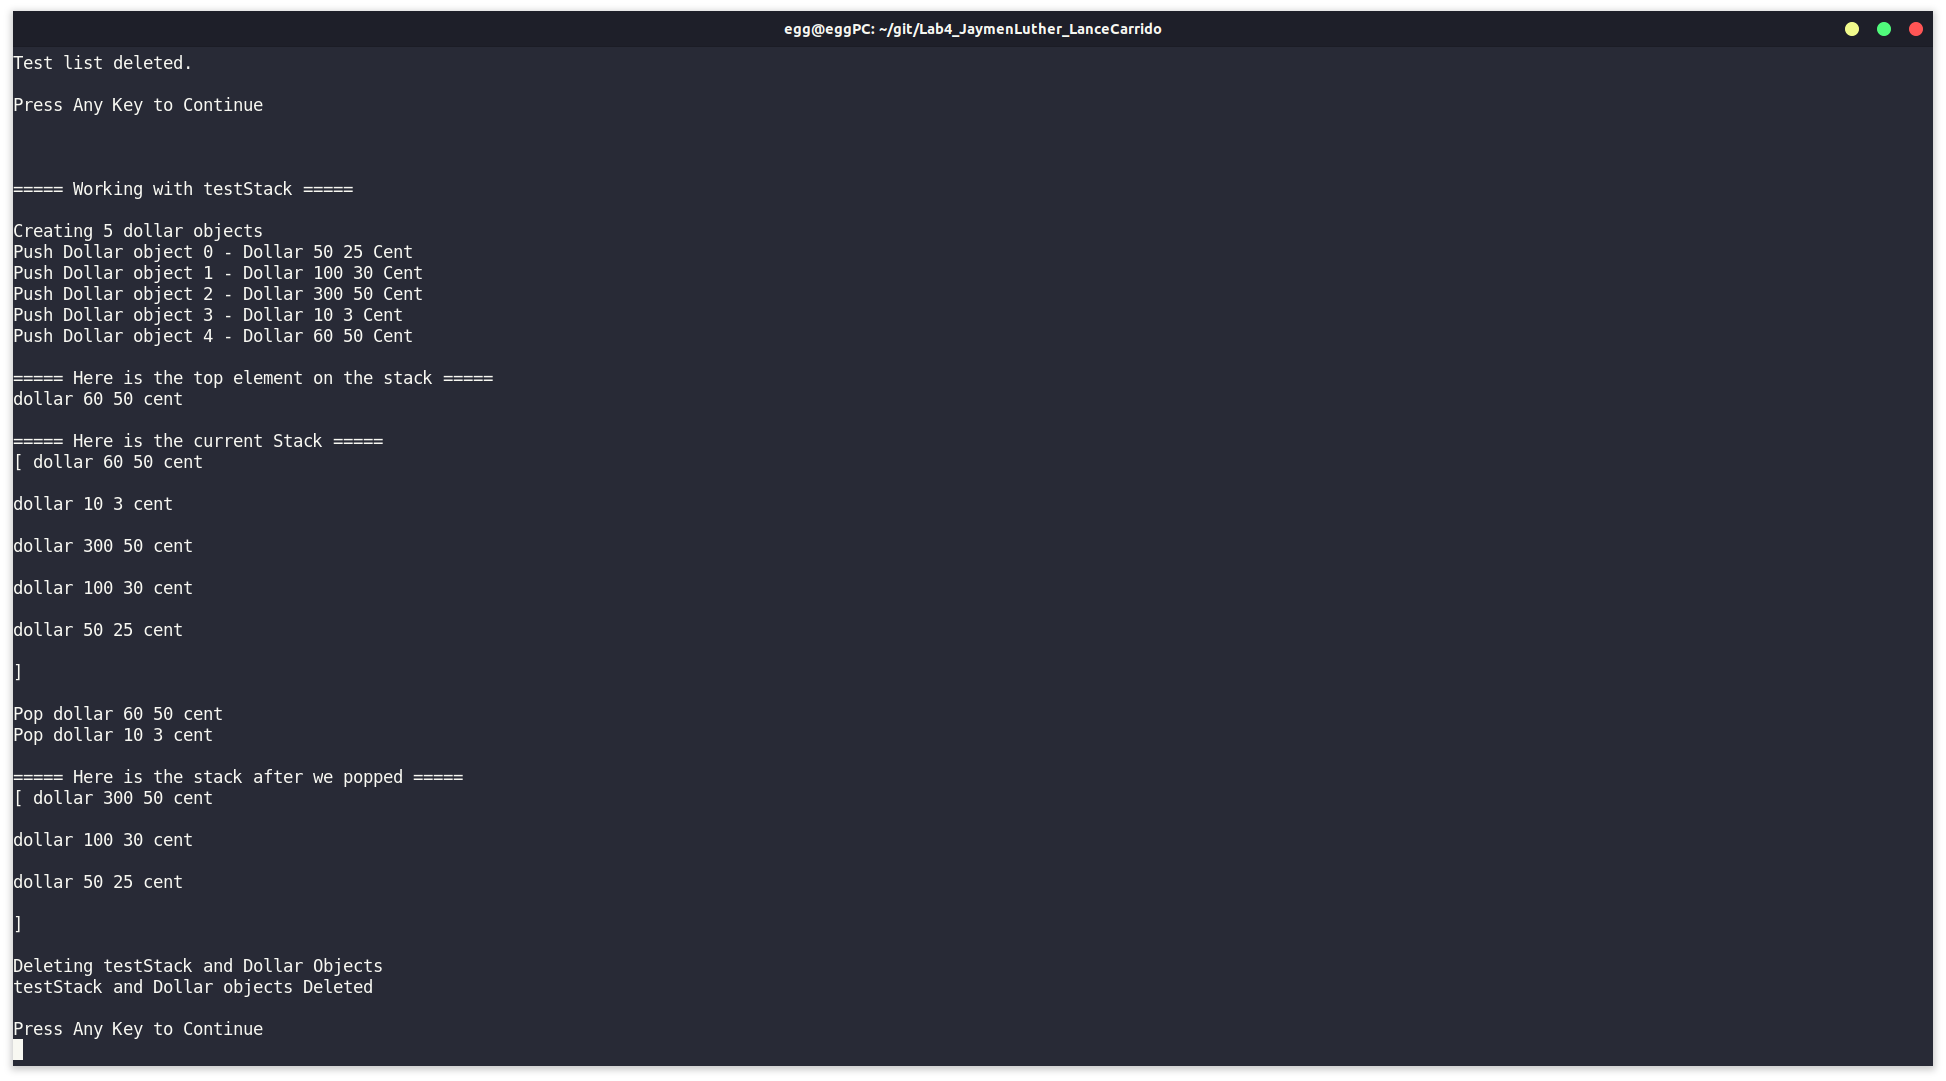 egg@eggPC: ~/git/Lab4_JaymenLuther_LanceCarrido
Test list deleted.
Press Any Key to Continue
===== Working with testStack =====
Creating 5 dollar objects
Push Dollar object 0 - Dollar 50 25 Cent
Push Dollar object 1 - Dollar 100 30 Cent
Push Dollar object 2 - Dollar 300 50 Cent
Push Dollar object 3 - Dollar 10 3 Cent
Push Dollar object 4 - Dollar 60 50 Cent
===== Here is the top element on the stack =====
dollar 60 50 cent
===== Here is the current Stack =====
[ dollar 60 50 cent
dollar 10 3 cent
dollar 300 50 cent
dollar 100 30 cent
dollar 50 25 cent
]
Pop dollar 60 50 cent
Pop dollar 10 3 cent
===== Here is the stack after we popped =====
[ dollar 300 50 cent
dollar 100 30 cent
dollar 50 25 cent
]
Deleting testStack and Dollar Objects
testStack and Dollar objects Deleted
Press Any Key to Continue